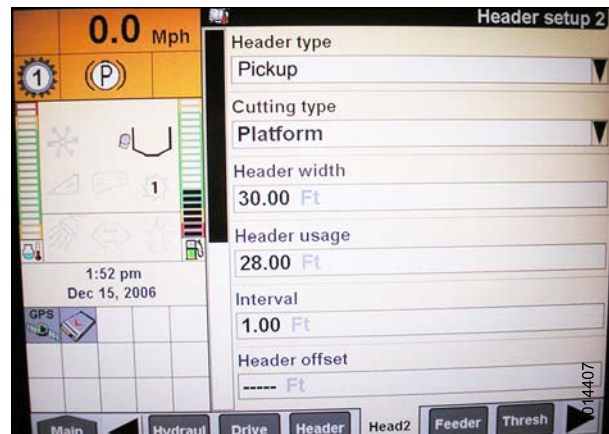 0.0 Mph
Header setup 2
1
(P)
Header type
Pickup
Cutting type
Platform
Header width
30.00 Ft
Header usage
28.00 Ft
Interval
1.00 Ft
Header offset
----- Ft
1
1:52 pm
Dec 15, 2006
GPS
Main
Hydraul
Drive
Header
Head2
Feeder
Thresh
1014407